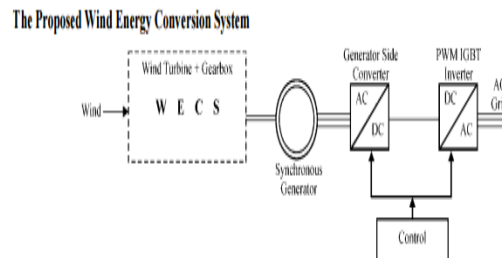 The Proposed Wind Energy Conversion System
Wind Turbine + Gearbox
W E C S
Wind
Synchronous
Generator
Generator Side
Converter
AC
DC
PWM IGBT
Inverter
DC
AC
Control